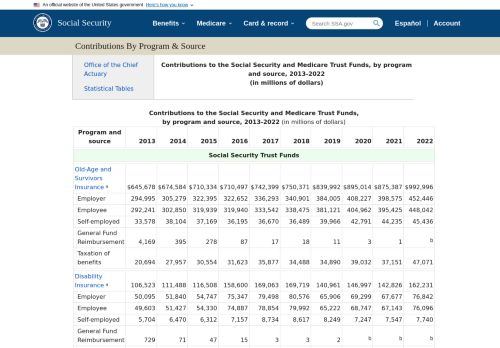 An official website of the United States government Here's how you know
Social Security
Benefits Medicare Card & record Search SSA.gov Español Account
Contributions By Program & Source
Office of the Chief Actuary
Statistical Tables
Contributions to the Social Security and Medicare Trust Funds, by program and source, 2013-2022
(in millions of dollars)
Contributions to the Social Security and Medicare Trust Funds,
by program and source, 2013-2022 (in millions of dollars)
Program and source 2013 2014 2015 2016 2017 2018 2019 2020 2021 2022
Social Security Trust Funds
Old-Age and Survivors Insurance a $645,678 $674,584 $710,334 $710,497 $742,399 $750,371 $839,992 $895,014 $875,387 $992,996
Employer 294,995 305,279 322,395 322,652 336,293 340,901 384,005 408,227 398,575 452,446
Employee 292,241 302,850 319,939 319,940 333,542 338,475 381,121 404,962 395,425 448,042
Self-employed 33,578 38,104 37,169 36,195 36,670 36,489 39,966 42,791 44,235 45,436
General Fund Reimbursement 4,169 395 278 87 17 18 11 3 1 b
Taxation of benefits 20,694 27,957 30,554 31,623 35,877 34,488 34,890 39,032 37,151 47,071
Disability Insurance a 106,523 111,488 116,508 158,600 169,063 169,719 140,961 146,997 142,826 162,231
Employer 50,095 51,840 54,747 75,347 79,498 80,576 65,906 69,299 67,677 76,842
Employee 49,603 51,427 54,330 74,887 78,854 79,992 65,222 68,747 67,143 76,096
Self-employed 5,704 6,470 6,312 7,157 8,734 8,617 8,249 7,247 7,547 7,740
General Fund Reimbursement 729 71 47 15 3 3 2 b b b